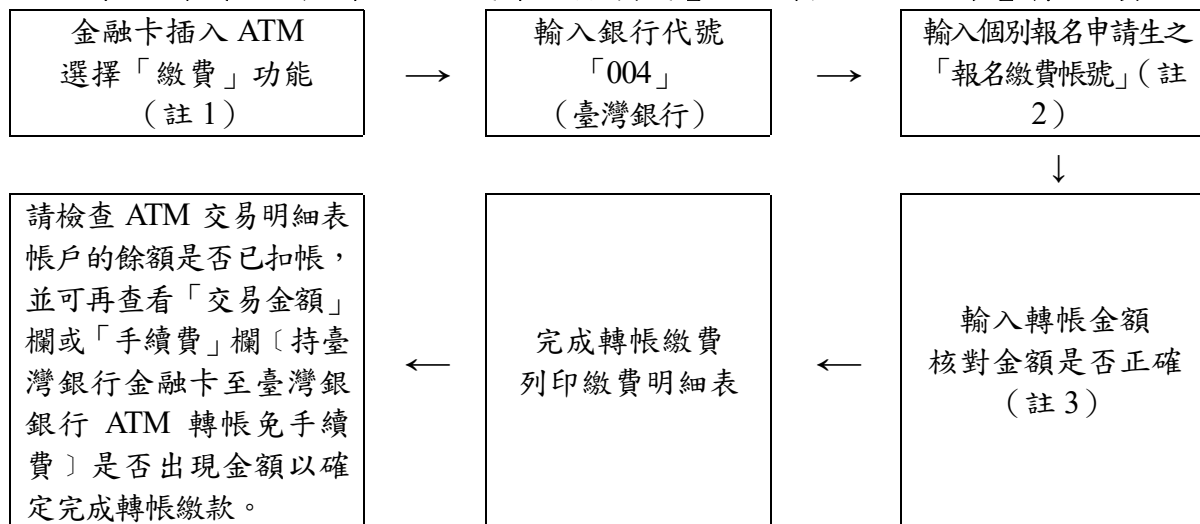 金融卡插入 ATM
選擇「繳費」功能
（註 1）
→
輸入銀行代號
「004」
（臺灣銀行）
→
輸入個別報名申請生之
「報名繳費帳號」（註
2）
↓
輸入轉帳金額
核對金額是否正確
（註 3）
←
完成轉帳繳費
列印繳費明細表
←
請檢查 ATM 交易明細表
帳戶的餘額是否已扣帳，
並可再查看「交易金額」
欄或「手續費」欄〔持臺
灣銀行金融卡至臺灣銀
銀行 ATM 轉帳免手續
費〕是否出現金額以確
定完成轉帳繳款。